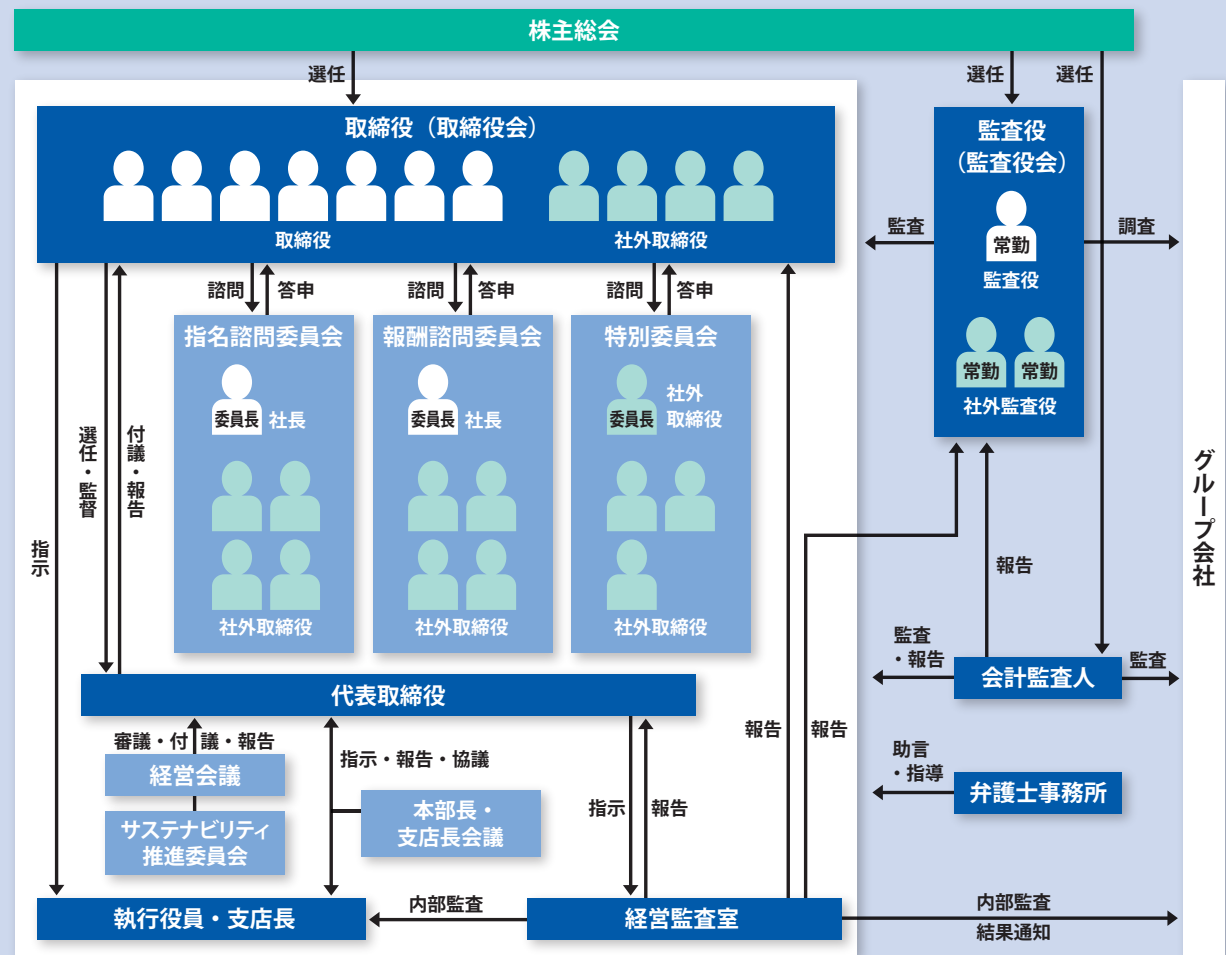 株主総会
選任
選任
選任
取締役（取締役会）
取締役
社外取締役
監査役
（監査役会）
常勤
監査役
常勤
常勤
社外監査役
監査
調査
諮問
答申
諮問
答申
諮問
答申
指名諮問委員会
委員長
社長
社外取締役
報酬諮問委員会
委員長
社長
社外取締役
特別委員会
委員長
社外
取締役
社外取締役
指示
選任・監督
付議・報告
グループ会社
報告
監査
・報告
会計監査人
監査
代表取締役
審議・付議・報告
経営会議
サステナビリティ
推進委員会
指示・報告・協議
本部長・
支店長会議
指示
報告
報告
報告
助言
・指導
弁護士事務所
執行役員・支店長
内部監査
経営監査室
内部監査
結果通知